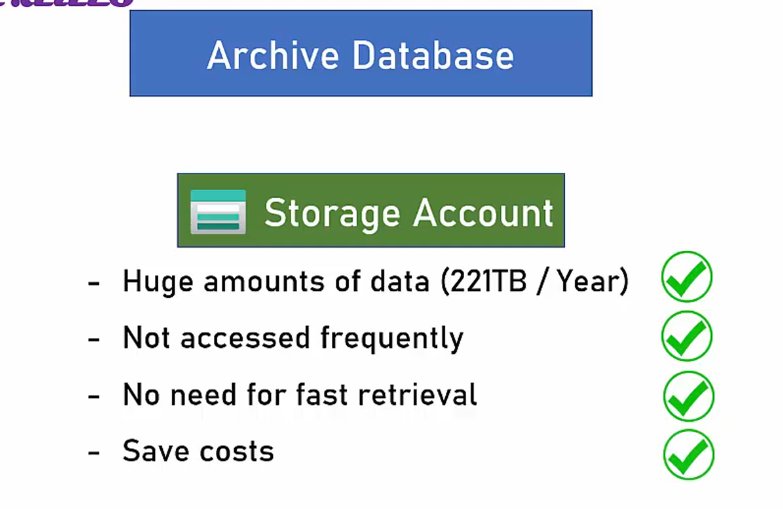 Archive Database
Storage Account
- Huge amounts of data (221TB / Year)
- Not accessed frequently
- No need for fast retrieval
- Save costs